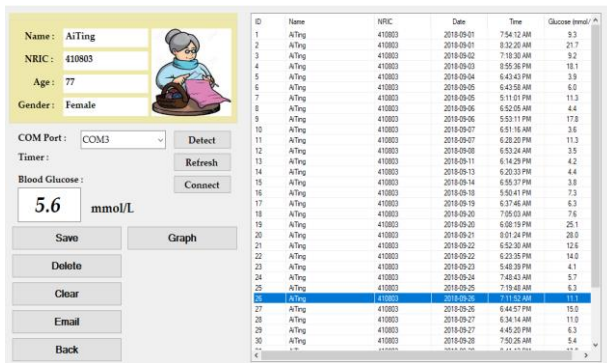 Name : AiTing
NRIC : 410803
Age : 77
Gender : Female
COM Port : COM3 Detect
Timer : Refresh
Blood Glucose : Connect
5.6 mmol/L
Save Graph
Delete
Clear
Email
Back
ID Name NRIC Date Time Glucose (mmol/
1 AiTing 410803 2018-09-01 7:54:12 AM 9.3
2 AiTing 410803 2018-09-01 8:32:20 AM 21.7
3 AiTing 410803 2018-09-02 7:18:30 AM 9.2
4 AiTing 410803 2018-09-03 8:55:36 PM 18.1
5 AiTing 410803 2018-09-04 6:43:43 PM 3.9
6 AiTing 410803 2018-09-05 6:43:58 AM 6.0
7 AiTing 410803 2018-09-05 5:11:01 PM 11.3
8 AiTing 410803 2018-09-06 6:52:05 AM 4.4
9 AiTing 410803 2018-09-06 5:53:11 PM 17.8
10 AiTing 410803 2018-09-07 6:51:16 AM 3.6
11 AiTing 410803 2018-09-07 6:28:20 PM 11.3
12 AiTing 410803 2018-09-08 6:53:24 AM 3.5
13 AiTing 410803 2018-09-11 6:14:29 PM 4.2
14 AiTing 410803 2018-09-13 6:20:33 PM 4.4
15 AiTing 410803 2018-09-14 6:55:37 PM 3.8
16 AiTing 410803 2018-09-18 5:50:41 PM 7.3
17 AiTing 410803 2018-09-19 6:37:46 AM 6.3
18 AiTing 410803 2018-09-20 7:05:03 AM 7.6
19 AiTing 410803 2018-09-20 6:08:19 PM 25.1
20 AiTing 410803 2018-09-21 8:01:24 PM 28.0
21 AiTing 410803 2018-09-22 6:52:30 AM 12.6
22 AiTing 410803 2018-09-22 6:23:35 PM 14.0
23 AiTing 410803 2018-09-23 5:48:39 PM 4.1
24 AiTing 410803 2018-09-24 7:48:43 AM 5.7
25 AiTing 410803 2018-09-25 7:19:48 AM 6.3
26 AiTing 410803 2018-09-26 7:11:52 AM 11.1
27 AiTing 410803 2018-09-26 6:44:57 PM 15.0
28 AiTing 410803 2018-09-27 6:34:14 AM 11.0
29 AiTing 410803 2018-09-27 4:45:20 PM 6.3
30 AiTing 410803 2018-09-28 7:50:26 AM 5.4